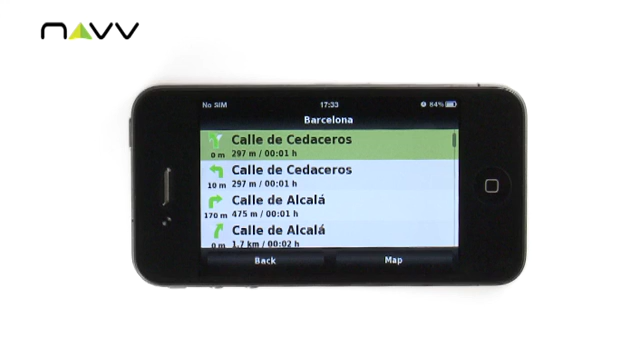 NAVV
No SIM 17:33 84%
Barcelona
Calle de Cedaceros
0 m 297 m / 00:01 h
Calle de Cedaceros
10 m 297 m / 00:01 h
Calle de Alcalá
170 m 475 m / 00:01 h
Calle de Alcalá
0 m 1,7 km / 00:02 h
Back Map